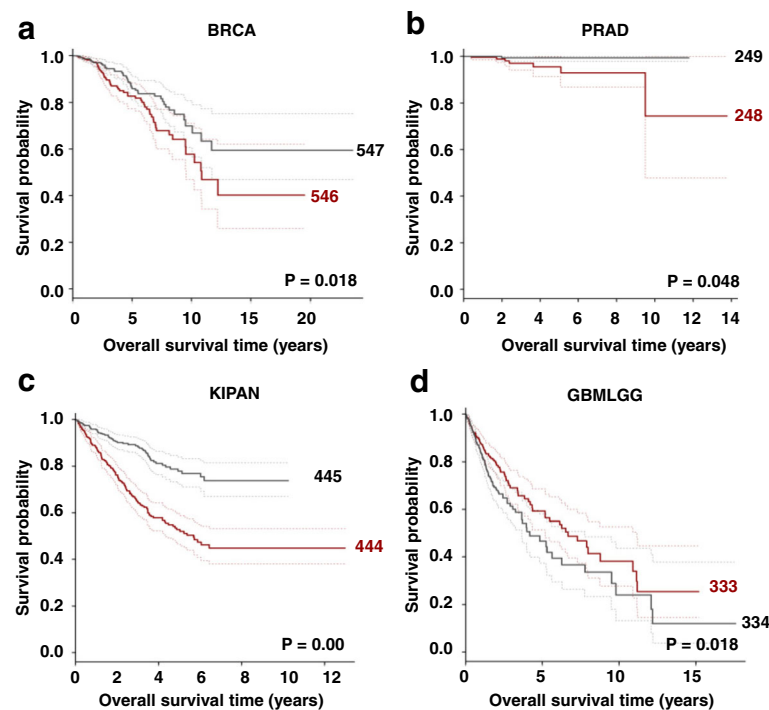 a
BRCA
Survival probability
1.0
0.8
0.6
0.4
0.2
0.0
547
546
P = 0.018
0 5 10 15 20
Overall survival time (years)
b
PRAD
Survival probability
1.0
0.8
0.6
0.4
0.2
0.0
249
248
P = 0.048
0 2 4 6 8 10 12 14
Overall survival time (years)
c
KIPAN
Survival probability
1.0
0.8
0.6
0.4
0.2
0.0
445
444
P = 0.00
0 2 4 6 8 10 12
Overall survival time (years)
d
GBMLGG
Survival probability
1.0
0.8
0.6
0.4
0.2
0.0
333
334
P = 0.018
0 5 10 15
Overall survival time (years)